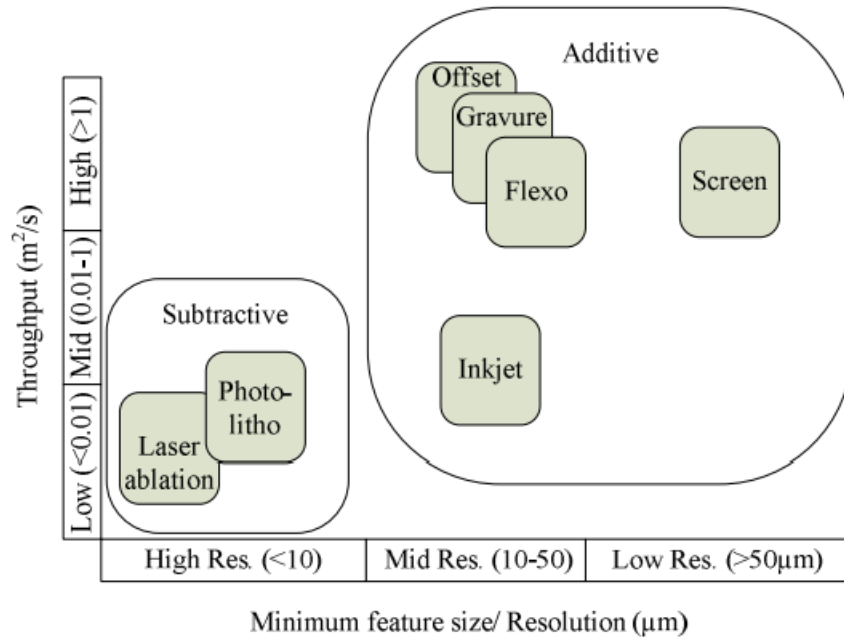 Additive
Offset
Gravure
Flexo
Screen
Inkjet
Subtractive
Photo-
litho
Laser
ablation
Throughput (m²/s)
High (>1)
Mid (0.01-1)
Low (<0.01)
High Res. (<10)
Mid Res. (10-50)
Low Res. (>50µm)
Minimum feature size/ Resolution (µm)